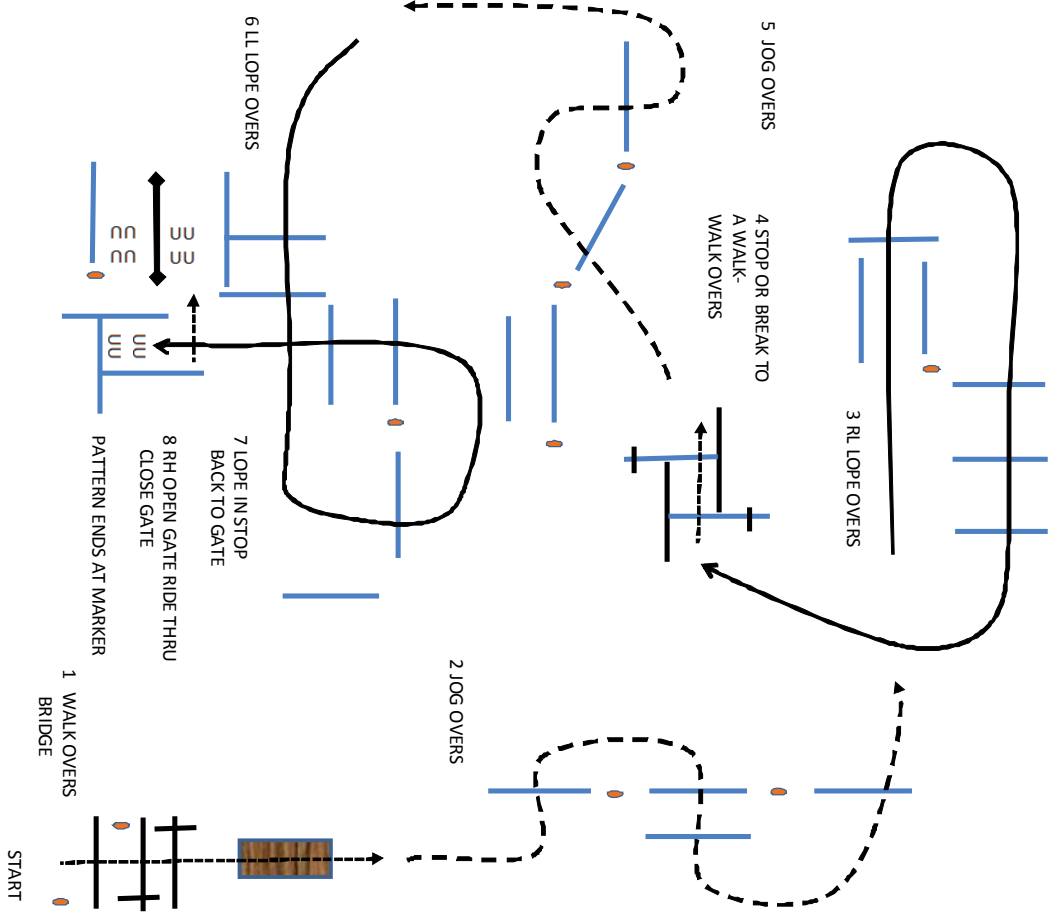 START
1 WALK OVERS
BRIDGE
2 JOG OVERS
3 RL LOPE OVERS
4 STOP OR BREAK TO
A WALK-
WALK OVERS
5 JOG OVERS
6 LL LOPE OVERS
7 LOPE IN STOP
BACK TO GATE
8 RH OPEN GATE RIDE THRU
CLOSE GATE
PATTERN ENDS AT MARKER